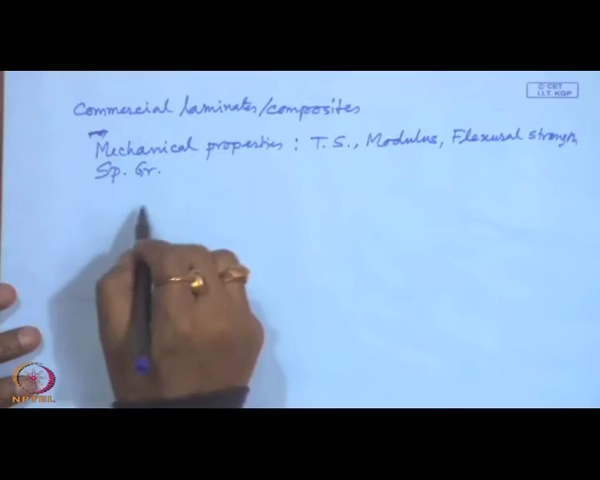 © CET
I.I.T. KGP
Commercial laminates/composites
Mechanical properties : T. S., Modulus, Flexural strength,
Sp. Gr.
NPTEL